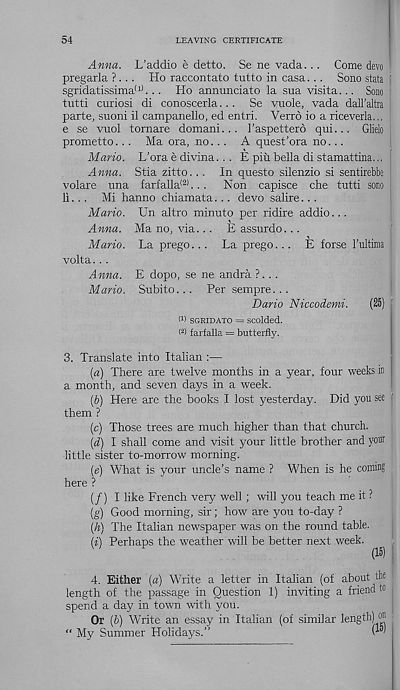 54
LEAVING CERTIFICATE
Anna. L'addio è detto. Se ne vada... Come devo
pregarla ?... Ho raccontato tutto in casa... Sono stata
sgridatissima(1)... Ho annunciato la sua visita... Sono
tutti curiosi di conoscerla... Se vuole, vada dall'altra
parte, suoni il campanello, ed entri. Verrò io a riceverla...
e se vuol tornare domani... l'aspetterò qui... Glielo
prometto... Ma ora, no... A quest'ora no...
Mario. L'ora è divina... È più bella di stamattina...
Anna. Stia zitto... In questo silenzio si sentirebbe
volare una farfalla(2)... Non capisce che tutti sono
lì... Mi hanno chiamata... devo salire...
Mario. Un altro minuto per ridire addio...
Anna. Ma no, via... È assurdo...
Mario. La prego... La prego... È forse l'ultima
volta...
Anna. E dopo, se ne andrà ?...
Mario. Subito... Per sempre...
Dario Niccodemi. (25)
(1) SGRIDATO = scolded.
(2) farfalla = butterfly.
3. Translate into Italian :—
(a) There are twelve months in a year, four weeks in
a month, and seven days in a week.
(b) Here are the books I lost yesterday. Did you see
them ?
(c) Those trees are much higher than that church.
(d) I shall come and visit your little brother and your
little sister to-morrow morning.
(e) What is your uncle's name ? When is he coming
here ?
(f) I like French very well ; will you teach me it ?
(g) Good morning, sir ; how are you to-day ?
(h) The Italian newspaper was on the round table.
(i) Perhaps the weather will be better next week.
(15)
4. Either (a) Write a letter in Italian (of about the
length of the passage in Question 1) inviting a friend to
spend a day in town with you.
Or (b) Write an essay in Italian (of similar length) on
“ My Summer Holidays.” (15)